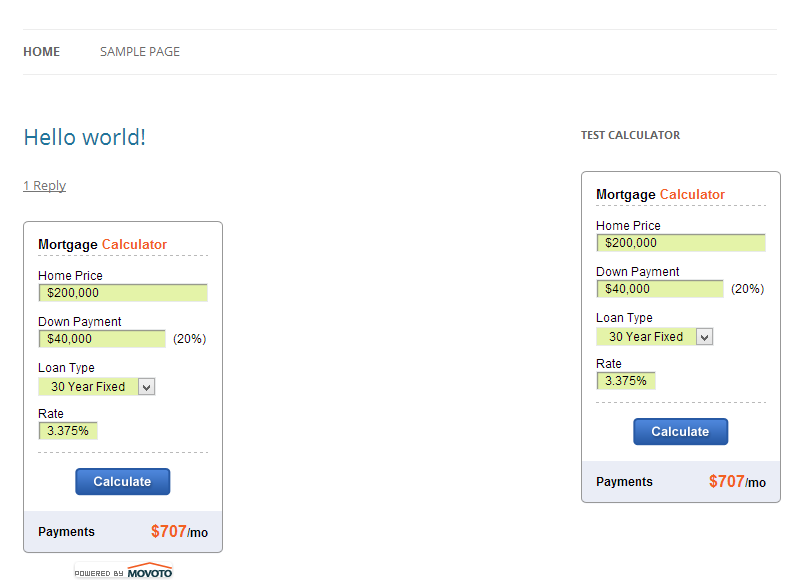 HOME SAMPLE PAGE
Hello world!
1 Reply
Mortgage Calculator
Home Price
$200,000
Down Payment
$40,000 (20%)
Loan Type
30 Year Fixed
Rate
3.375%
Calculate
Payments $707/mo
POWERED BY MOVOTO
TEST CALCULATOR
Mortgage Calculator
Home Price
$200,000
Down Payment
$40,000 (20%)
Loan Type
30 Year Fixed
Rate
3.375%
Calculate
Payments $707/mo